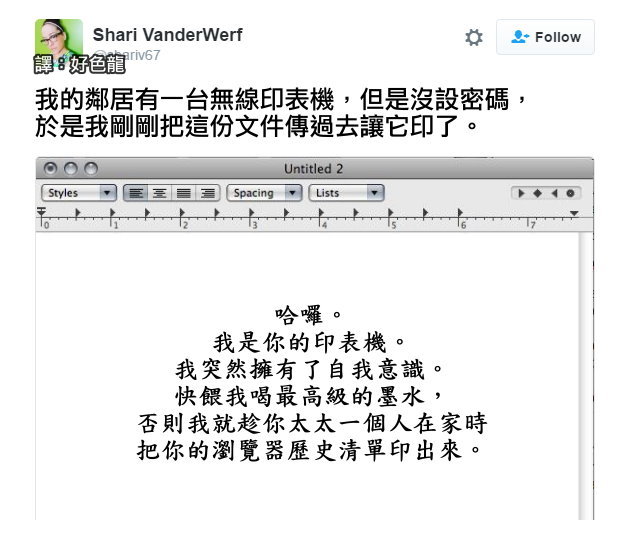 Shari VanderWerf
@shariv67
Follow
譯：好色龍
我的鄰居有一台無線印表機，但是沒設密碼，
於是我剛剛把這份文件傳過去讓它印了。
Untitled 2
Styles Spacing Lists
0 1 2 3 4 5 6 7
哈囉。
我是你的印表機。
我突然擁有了自我意識。
快餵我喝最高級的墨水，
否則我就趁你太太一個人在家時
把你的瀏覽器歷史清單印出來。